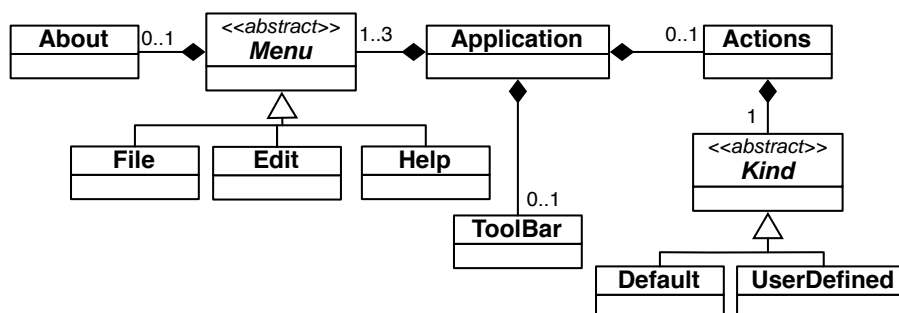 <<abstract>>
About 0..1 Menu 1..3 Application 0..1 Actions
1
<<abstract>>
Kind
File Edit Help
0..1
ToolBar
Default UserDefined